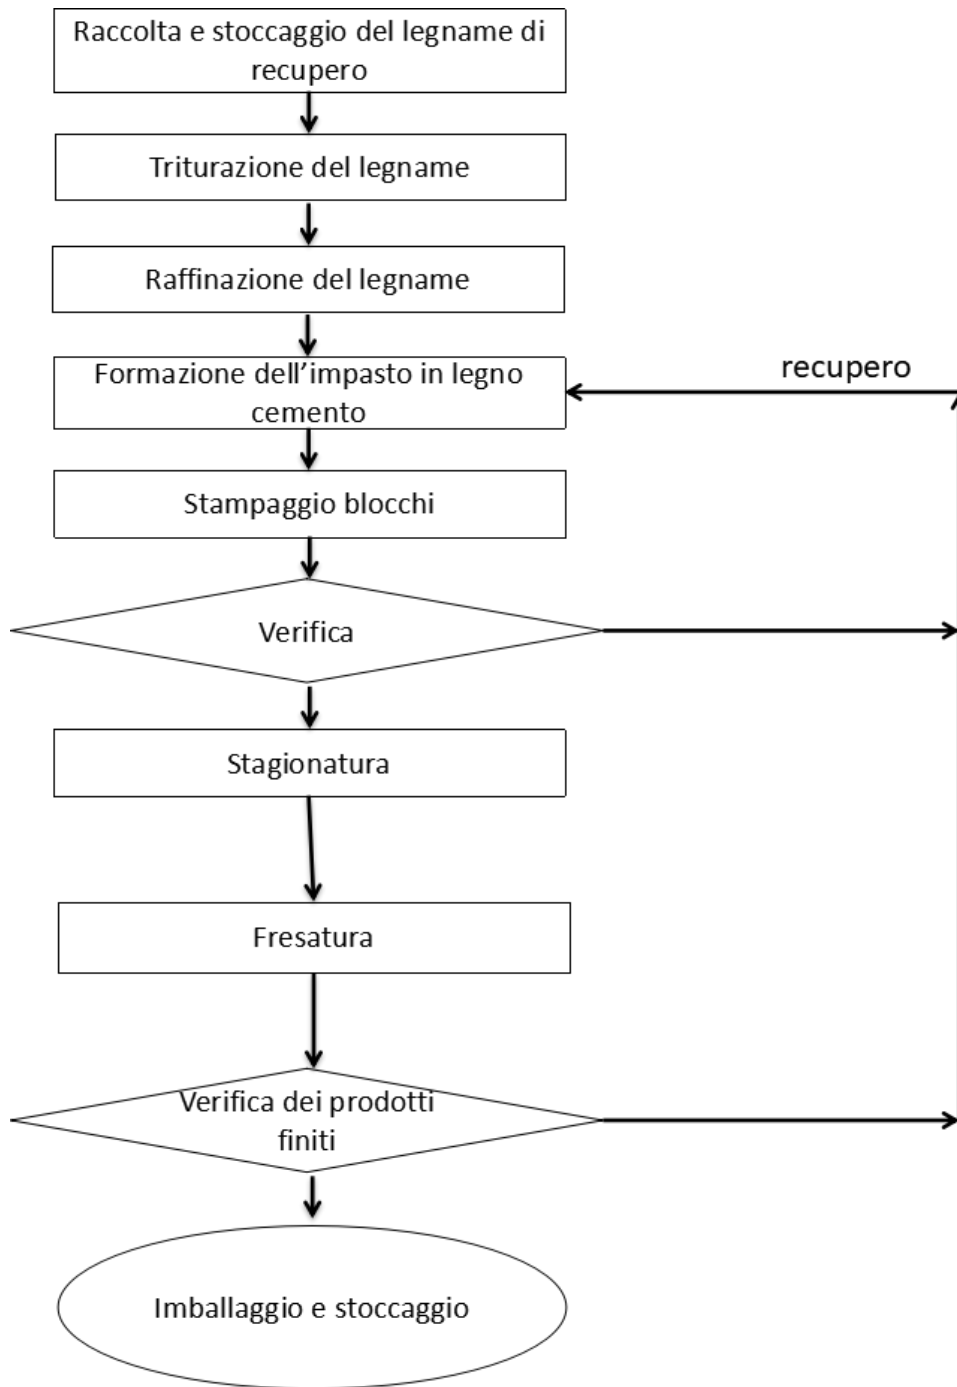 Raccolta e stoccaggio del legname di
recupero
Triturazione del legname
Raffinazione del legname
Formazione dell’impasto in legno
cemento
recupero
Stampaggio blocchi
Verifica
Stagionatura
Fresatura
Verifica dei prodotti
finiti
Imballaggio e stoccaggio